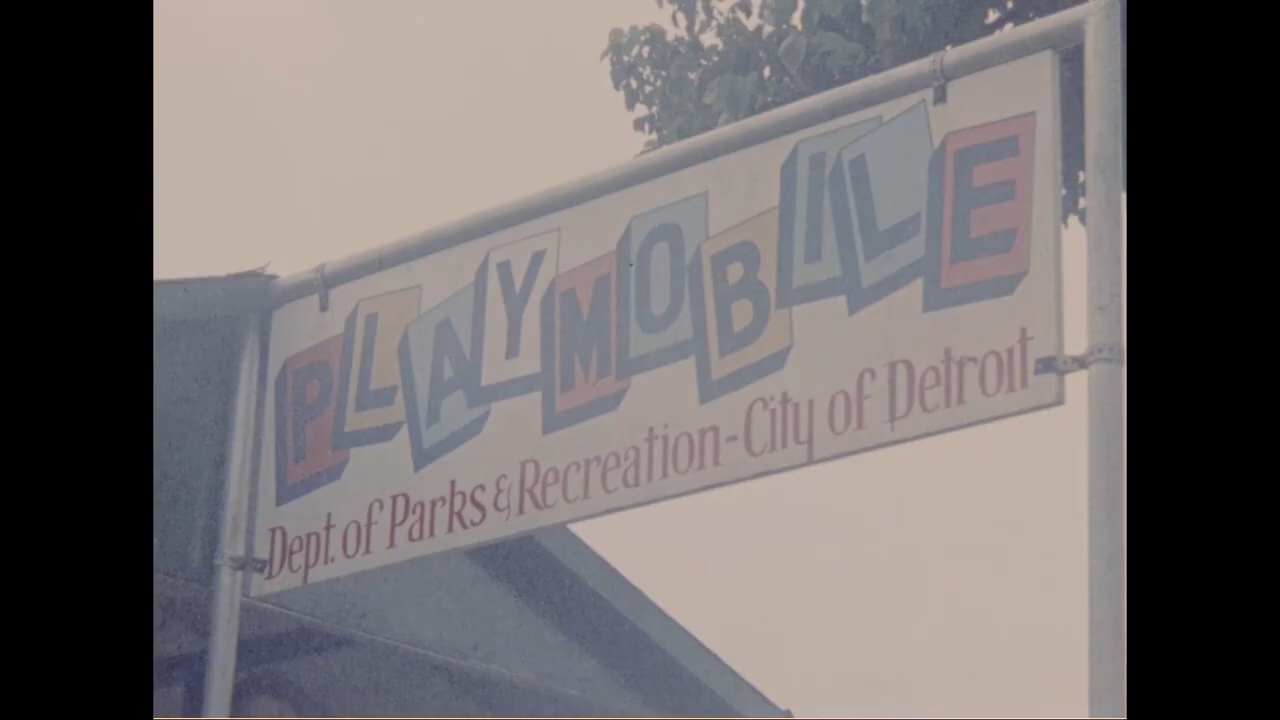 PLAYMOBILE
Dept. of Parks & Recreation-City of Detroit